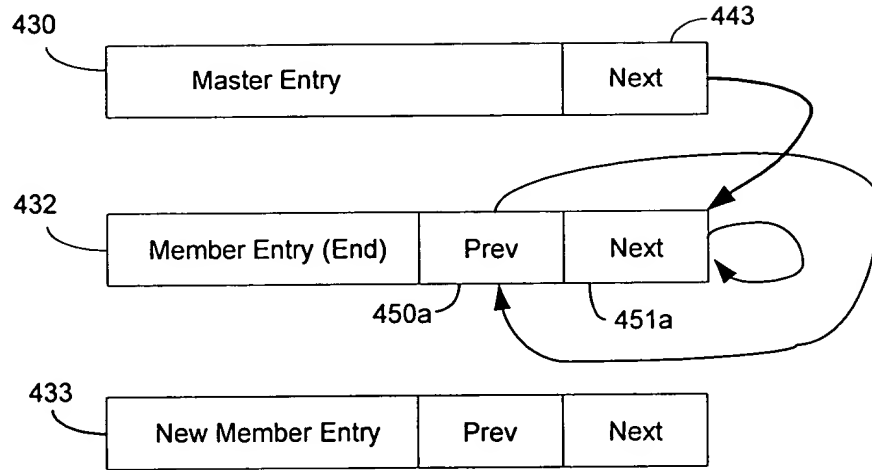 430
443
Master Entry
Next
432
Member Entry (End)
Prev
Next
450a
451a
433
New Member Entry
Prev
Next